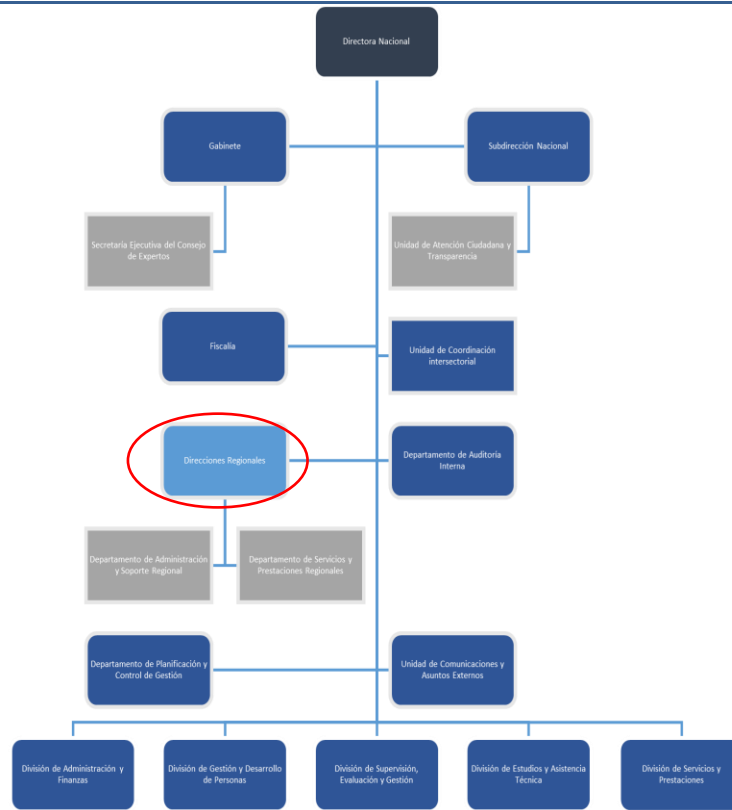 Directora Nacional
Gabinete
Subdirección Nacional
Secretaría Ejecutiva del Consejo
de Expertos
Unidad de Atención Ciudadana y
Transparencia
Fiscalía
Unidad de Coordinación
intersectorial
Direcciones Regionales
Departamento de Auditoría
Interna
Departamento de Administración
y Soporte Regional
Departamento de Servicios y
Prestaciones Regionales
Departamento de Planificación y
Control de Gestión
Unidad de Comunicaciones y
Asuntos Externos
División de Administración y
Finanzas
División de Gestión y Desarrollo
de Personas
División de Supervisión,
Evaluación y Gestión
División de Estudios y Asistencia
Técnica
División de Servicios y
Prestaciones